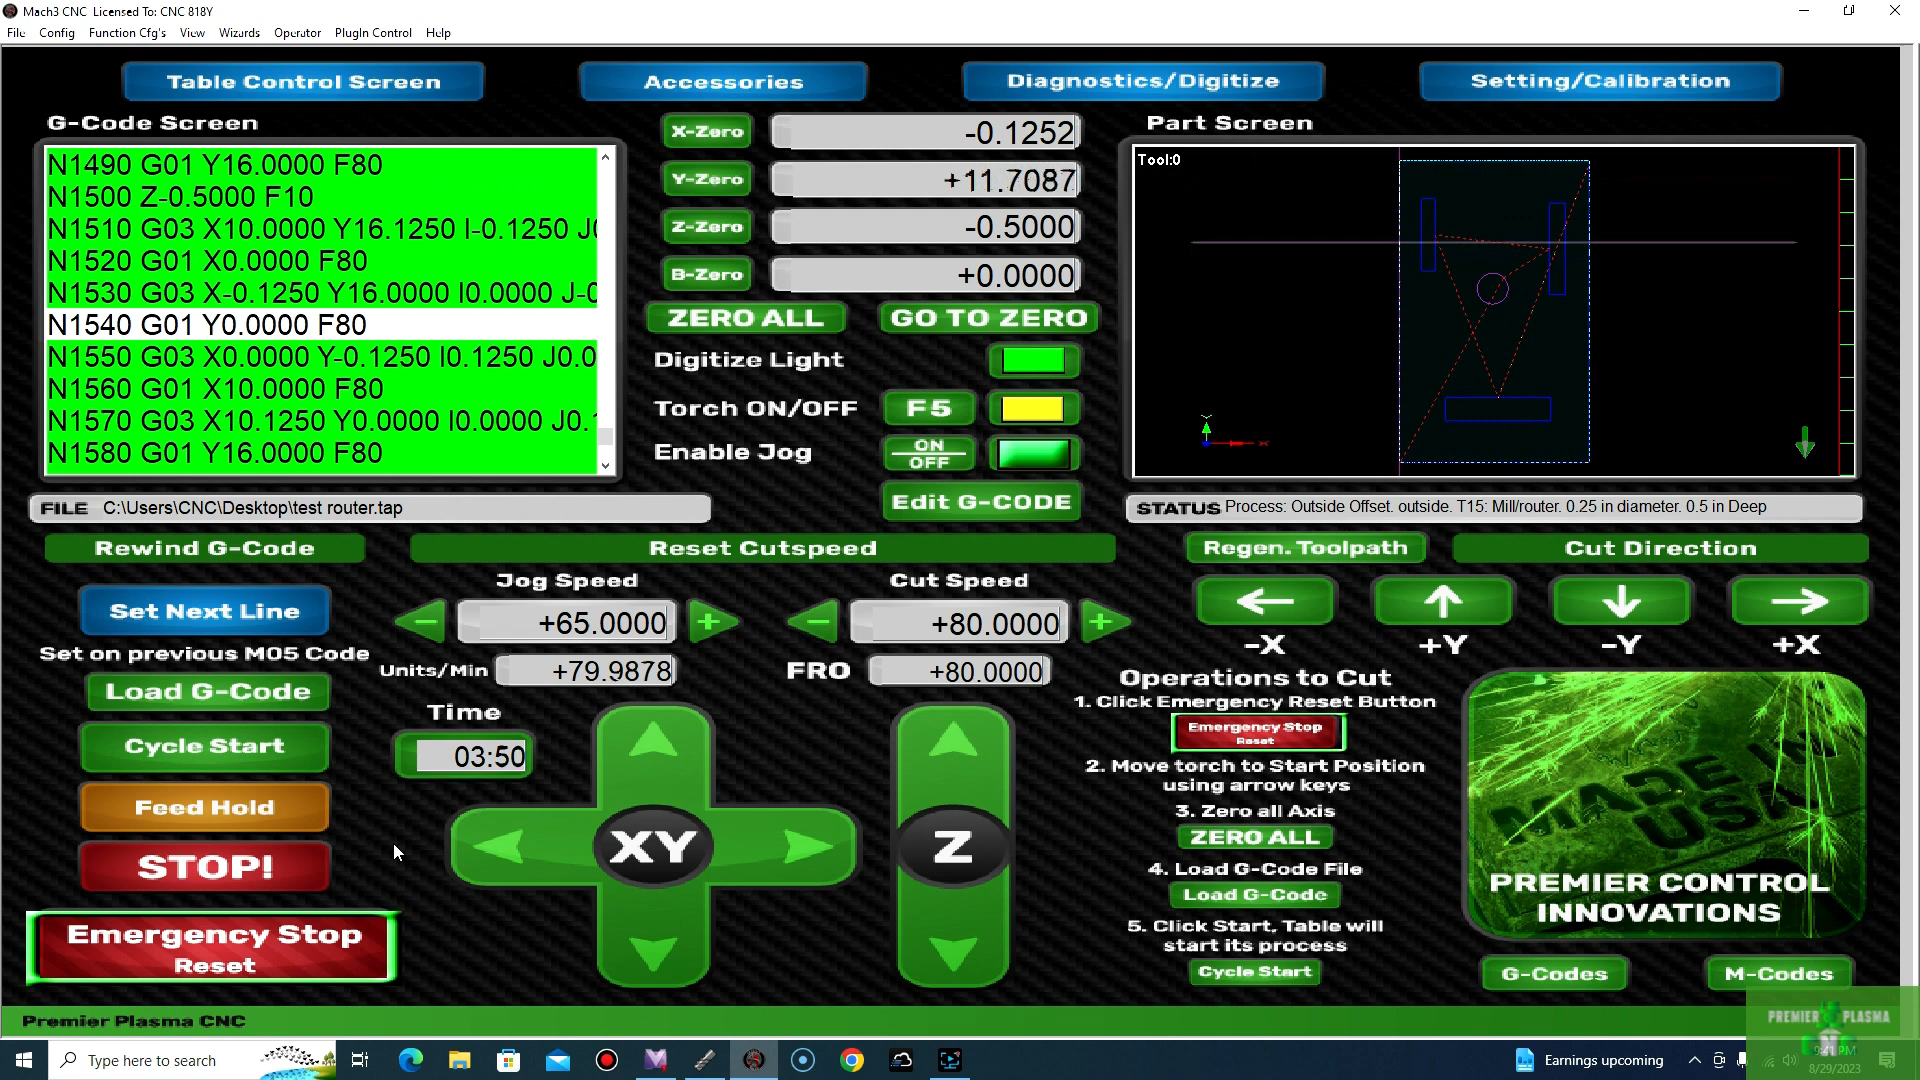 Mach3 CNC Licensed To: CNC 818Y
File Config Function Cfg's View Wizards Operator PlugIn Control Help
Table Control Screen Accessories Diagnostics/Digitize Setting/Calibration
G-Code Screen
N1490 G01 Y16.0000 F80
N1500 Z-0.5000 F10
N1510 G03 X10.0000 Y16.1250 I-0.1250
N1520 G01 X0.0000 F80
N1530 G03 X-0.1250 Y16.0000 I0.0000
N1540 G01 Y0.0000 F80
N1550 G03 X0.0000 Y-0.1250 I0.1250 J0.0
N1560 G01 X10.0000 F80
N1570 G03 X10.1250 Y0.0000 I0.0000
N1580 G01 Y16.0000 F80
FILE C:\Users\CNC\Desktop\test router.tap
X-Zero -0.1252
Y-Zero +11.7087
Z-Zero -0.5000
B-Zero +0.0000
ZERO ALL GO TO ZERO
Digitize Light
Torch ON/OFF F5
Enable Jog ON OFF
Edit G-CODE
Part Screen
Tool:0
STATUS Process: Outside Offset. outside. T15: Mill/router. 0.25 in diameter. 0.5 in Deep
Rewind G-Code Reset Cutspeed Regen. Toolpath Cut Direction
Set Next Line
Set on previous M05 Code
Load G-Code
Cycle Start
Feed Hold
STOP!
Emergency Stop
Reset
Jog Speed
- +65.0000 +
Units/Min +79.9878
Time
03:50
Cut Speed
- +80.0000 +
FRO +80.0000
XY
Z
-X +Y -Y +X
Operations to Cut
1. Click Emergency Reset Button
Emergency Stop
Reset
2. Move torch to Start Position
using arrow keys
3. Zero all Axis
ZERO ALL
4. Load G-Code File
Load G-Code
5. Click Start, Table will
start its process
Cycle Start
MADE IN
USA
PREMIER CONTROL
INNOVATIONS
G-Codes M-Codes
Premier Plasma CNC
PREMIER PLASMA
CNC
Type here to search
Earnings upcoming
9:41 PM
8/29/2023